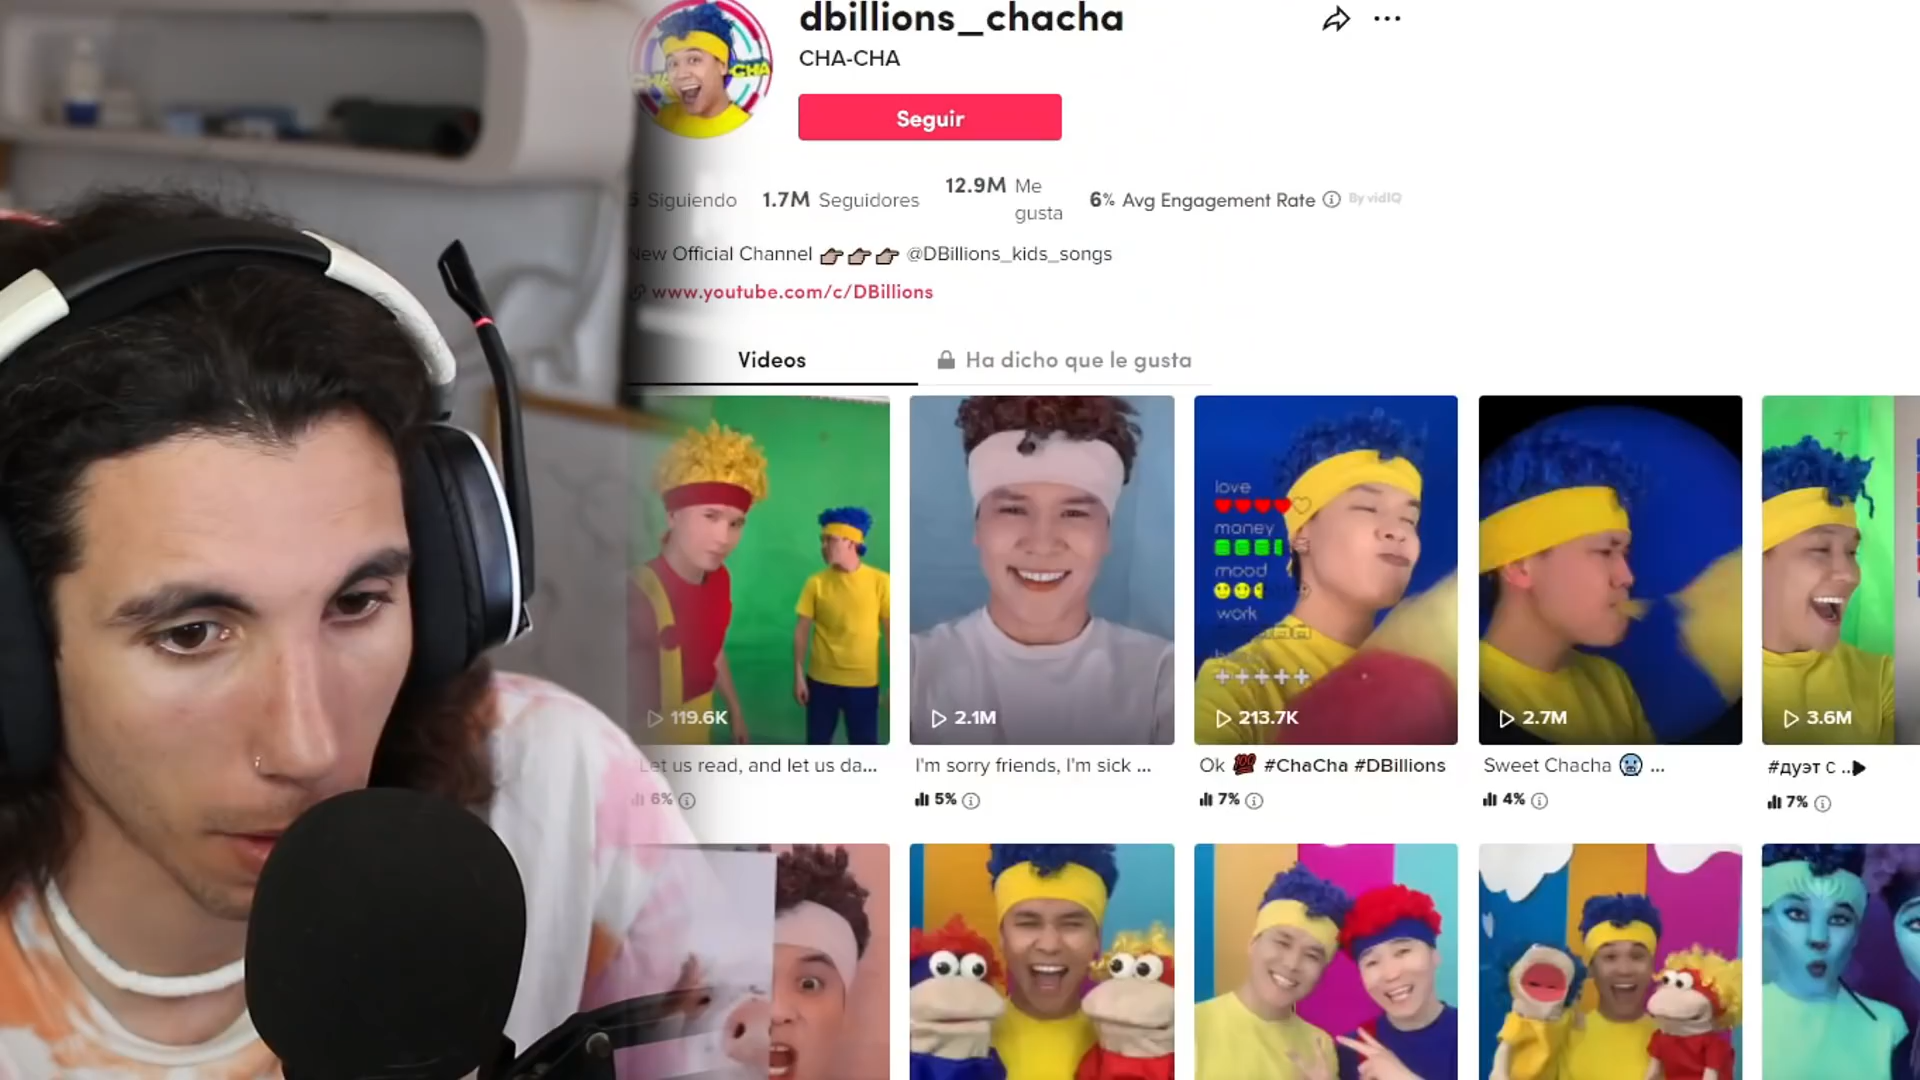 dbillions_chacha
CHA-CHA
CHA
Seguir
5 Siguiendo 1.7M Seguidores 12.9M Me gusta 6% Avg Engagement Rate By vidIQ
New Official Channel @DBillions_kids_songs
www.youtube.com/c/DBillions
Videos Ha dicho que le gusta
love
money
mood
work
119.6K 2.1M 213.7K 2.7M 3.6M
Let us read, and let us da... I'm sorry friends, I'm sick ... Ok 💯 #ChaCha #DBillions Sweet Chacha 🥶 ... #дуэт с ..
6% 5% 7% 4% 7%